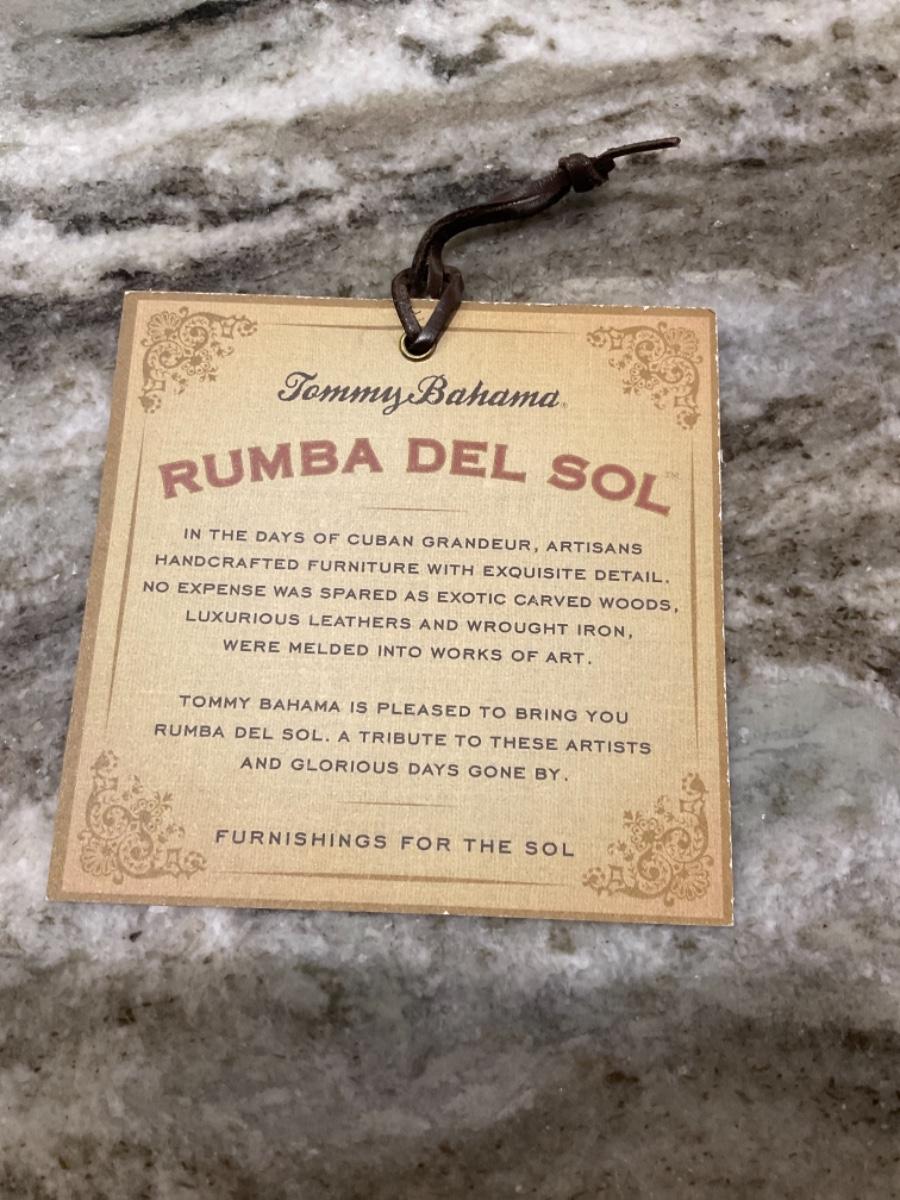 Tommy Bahama®
RUMBA DEL SOL™
IN THE DAYS OF CUBAN GRANDEUR, ARTISANS
HANDCRAFTED FURNITURE WITH EXQUISITE DETAIL.
NO EXPENSE WAS SPARED AS EXOTIC CARVED WOODS,
LUXURIOUS LEATHERS AND WROUGHT IRON,
WERE MELDED INTO WORKS OF ART.
TOMMY BAHAMA IS PLEASED TO BRING YOU
RUMBA DEL SOL. A TRIBUTE TO THESE ARTISTS
AND GLORIOUS DAYS GONE BY.
FURNISHINGS FOR THE SOL